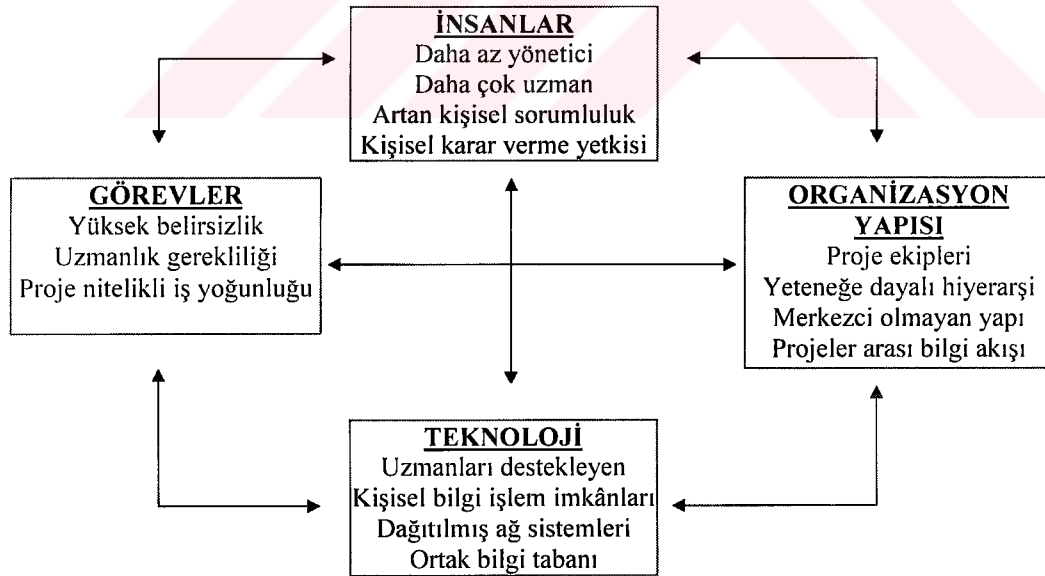 İNSANLAR
Daha az yönetici
Daha çok uzman
Artan kişisel sorumluluk
Kişisel karar verme yetkisi
GÖREVLER
Yüksek belirsizlik
Uzmanlık gerekliliği
Proje nitelikli iş yoğunluğu
ORGANİZASYON
YAPISI
Proje ekipleri
Yeteneğe dayalı hiyerarşi
Merkezci olmayan yapı
Projeler arası bilgi akışı
TEKNOLOJİ
Uzmanları destekleyen
Kişisel bilgi işlem imkânları
Dağıtılmış ağ sistemleri
Ortak bilgi tabanı